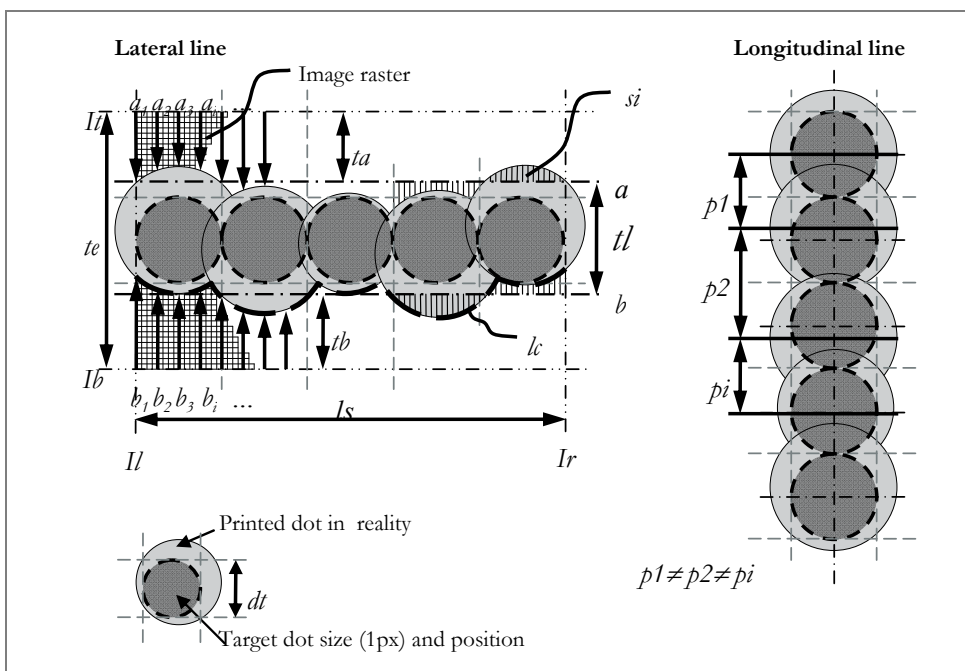 Lateral line
Longitudinal line
Image raster
si
a1 a2 a3 ai ...
It
ta
a
p1
te
tl
p2
b
tb
lc
Ib
pi
b1 b2 b3 bi ...
ls
Il
Ir
Printed dot in reality
p1≠p2≠pi
dt
Target dot size (1px) and position